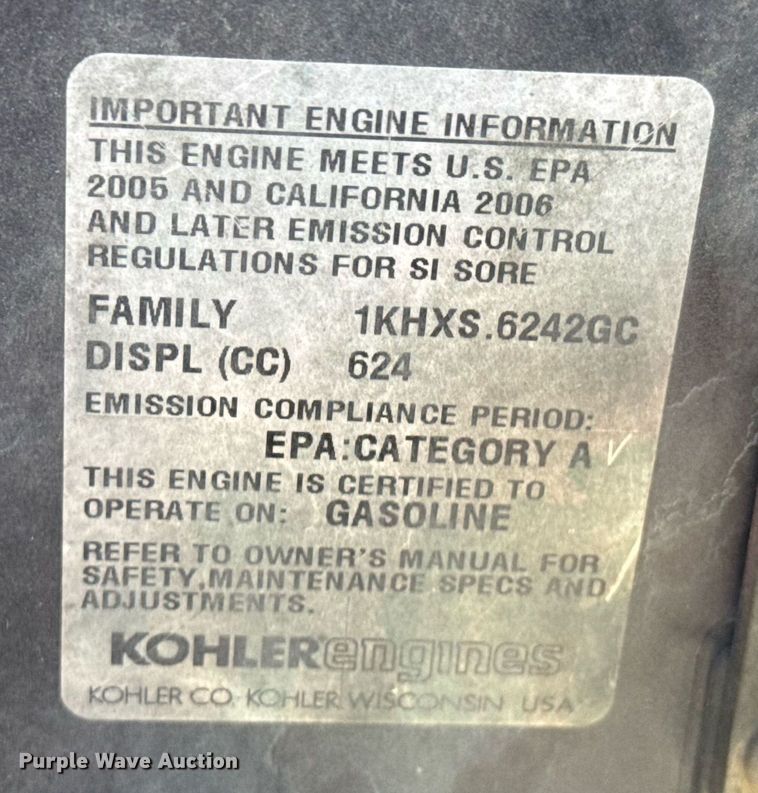 IMPORTANT ENGINE INFORMATION
THIS ENGINE MEETS U.S. EPA
2005 AND CALIFORNIA 2006
AND LATER EMISSION CONTROL
REGULATIONS FOR SI SORE
FAMILY 1KHXS.6242GC
DISPL (CC) 624
EMISSION COMPLIANCE PERIOD:
EPA:CATEGORY A
THIS ENGINE IS CERTIFIED TO
OPERATE ON: GASOLINE
REFER TO OWNER'S MANUAL FOR
SAFETY,MAINTENANCE SPECS AND
ADJUSTMENTS.
KOHLERengines
KOHLER CO. KOHLER WISCONSIN USA
Purple Wave Auction